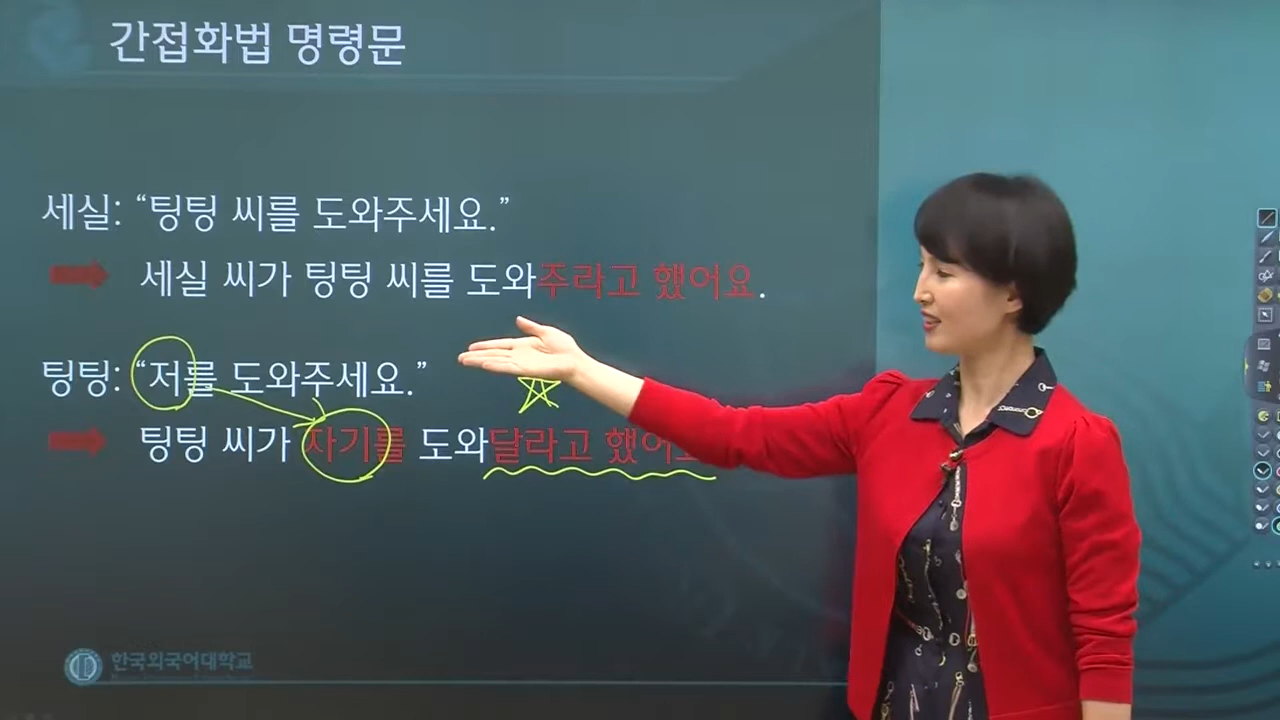 간접화법 명령문
세실: “팅팅 씨를 도와주세요.”
세실 씨가 팅팅 씨를 도와주라고 했어요.
팅팅: “저를 도와주세요.”
팅팅 씨가 자기를 도와달라고 했어요
한국외국어대학교